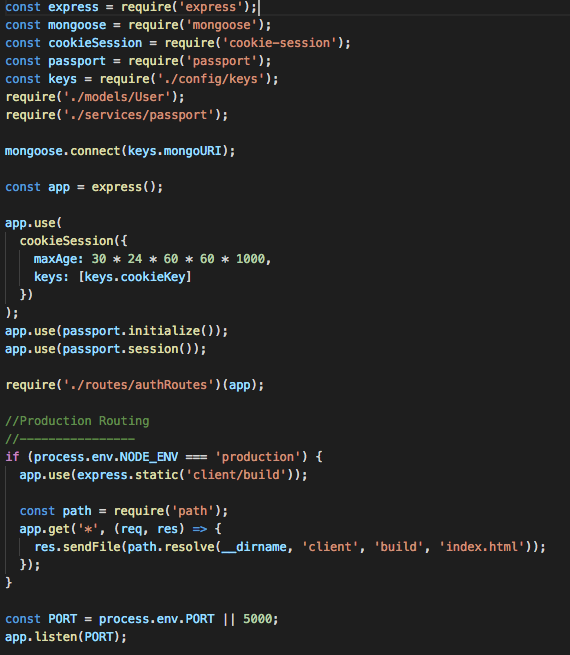 const express = require('express');
const mongoose = require('mongoose');
const cookieSession = require('cookie-session');
const passport = require('passport');
const keys = require('./config/keys');
require('./models/User');
require('./services/passport');

mongoose.connect(keys.mongoURI);

const app = express();

app.use(
  cookieSession({
    maxAge: 30 * 24 * 60 * 60 * 1000,
    keys: [keys.cookieKey]
  })
);
app.use(passport.initialize());
app.use(passport.session());

require('./routes/authRoutes')(app);

//Production Routing
//----------------
if (process.env.NODE_ENV === 'production') {
  app.use(express.static('client/build'));

  const path = require('path');
  app.get('*', (req, res) => {
    res.sendFile(path.resolve(__dirname, 'client', 'build', 'index.html'));
  });
}

const PORT = process.env.PORT || 5000;
app.listen(PORT);